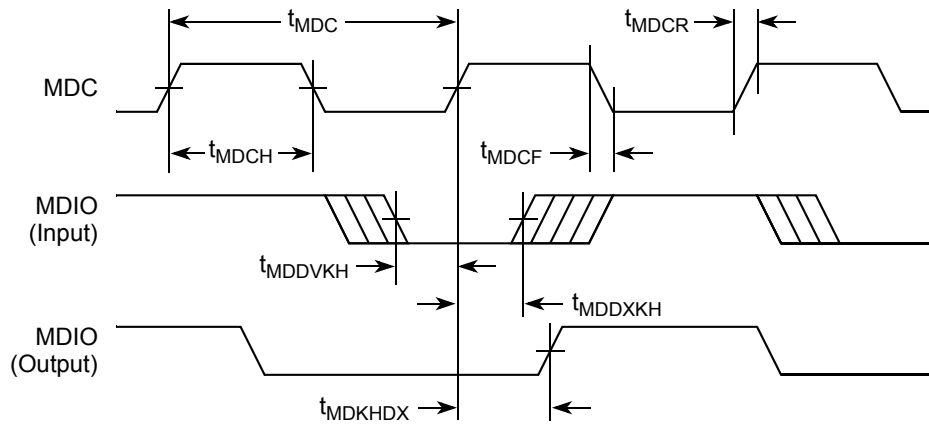 tMDC
tMDCR
MDC
tMDCH
tMDCF
MDIO
(Input)
tMDDVKH
tMDDXKH
MDIO
(Output)
tMDKHDX